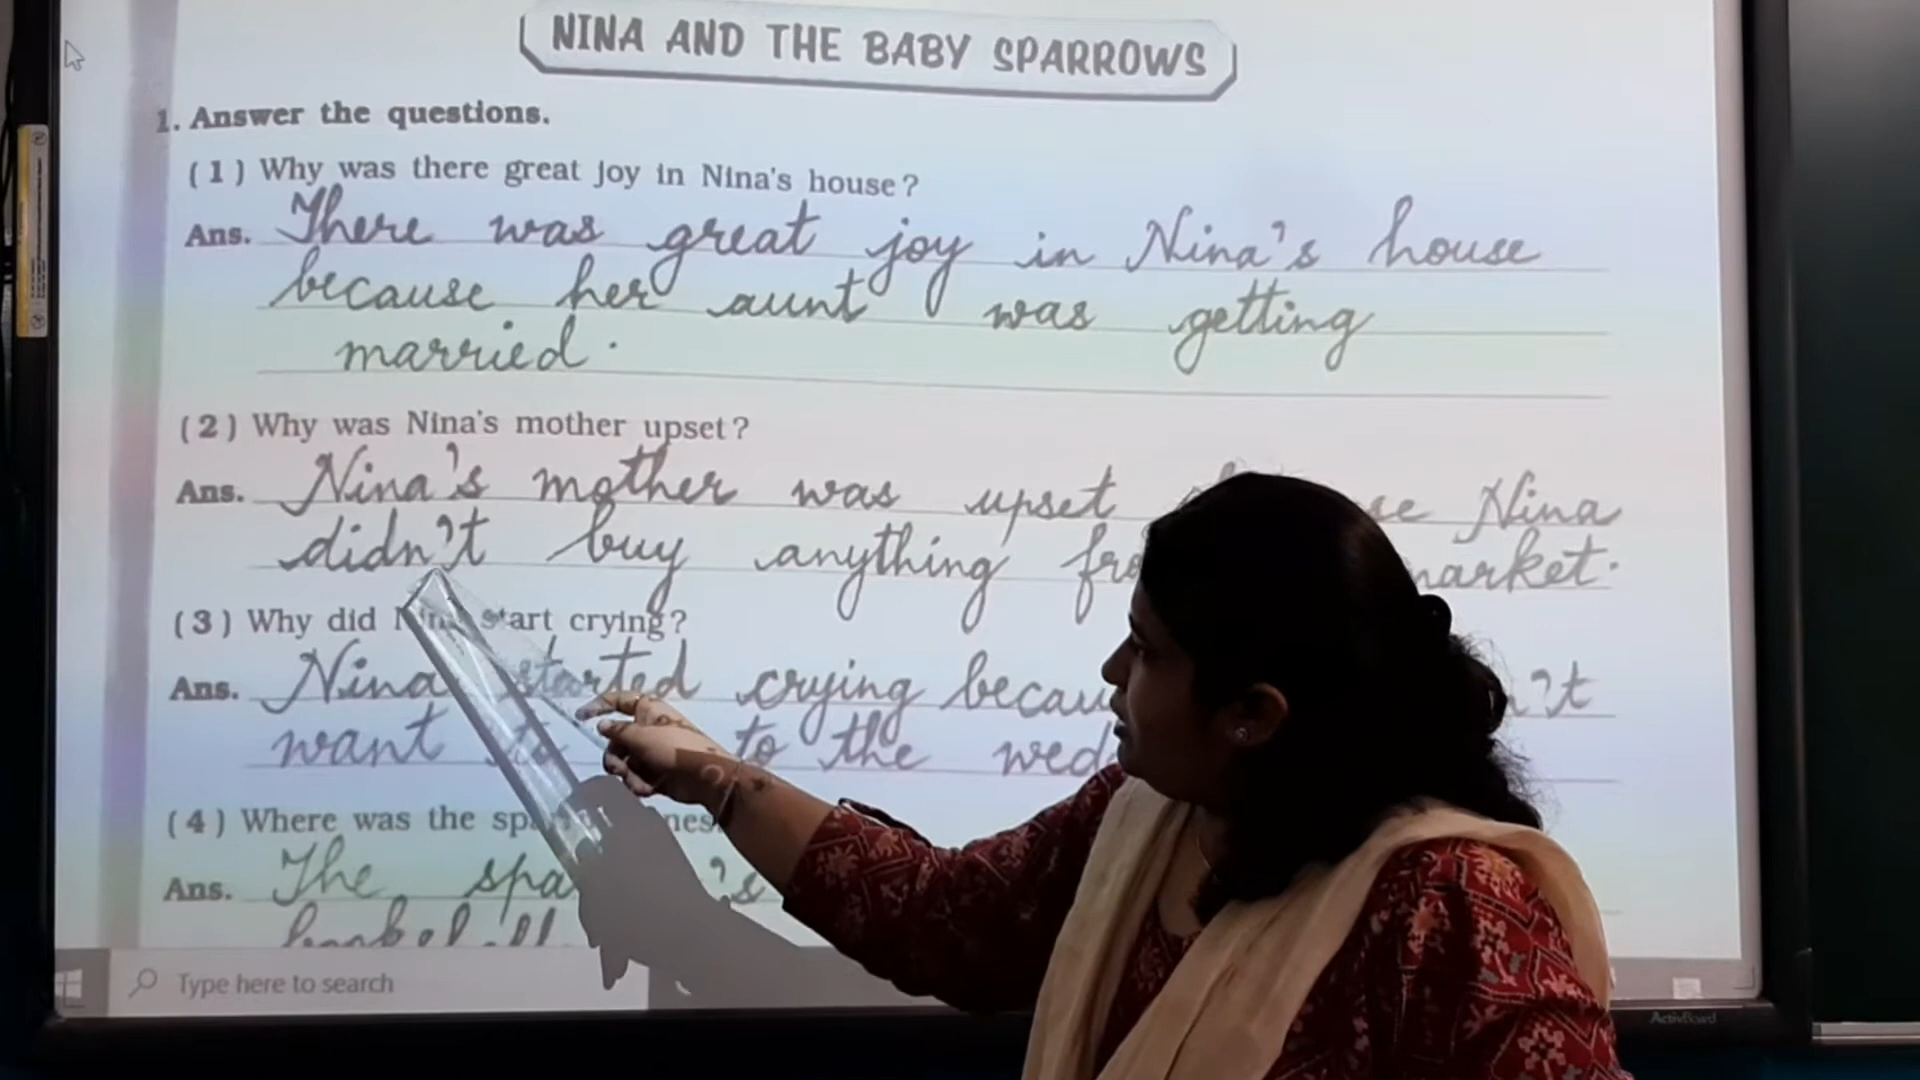 NINA AND THE BABY SPARROWS
1. Answer the questions.
(1) Why was there great joy in Nina's house?
Ans. There was great joy in Nina's house
because her aunt was getting
married.
(2) Why was Nina's mother upset?
Ans. Nina's mother was upset Nina
didn't buy anything market.
(3) Why did start crying?
Ans. Nina started crying
want to the
(4) Where was the
Ans. The
Type here to search
ActivBoard